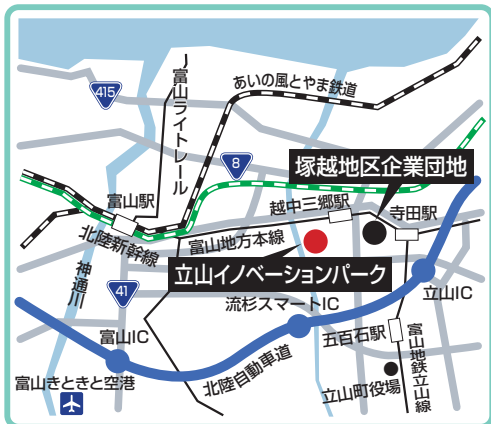 415
あいの風とやま鉄道
富山ライトレール
8
塚越地区企業団地
富山駅
越中三郷駅
寺田駅
北陸新幹線
富山地方本線
立山イノベーションパーク
神通川
41
流杉スマートIC
立山IC
富山IC
五百石駅
北陸自動車道
富山地鉄立山線
富山きときと空港
立山町役場